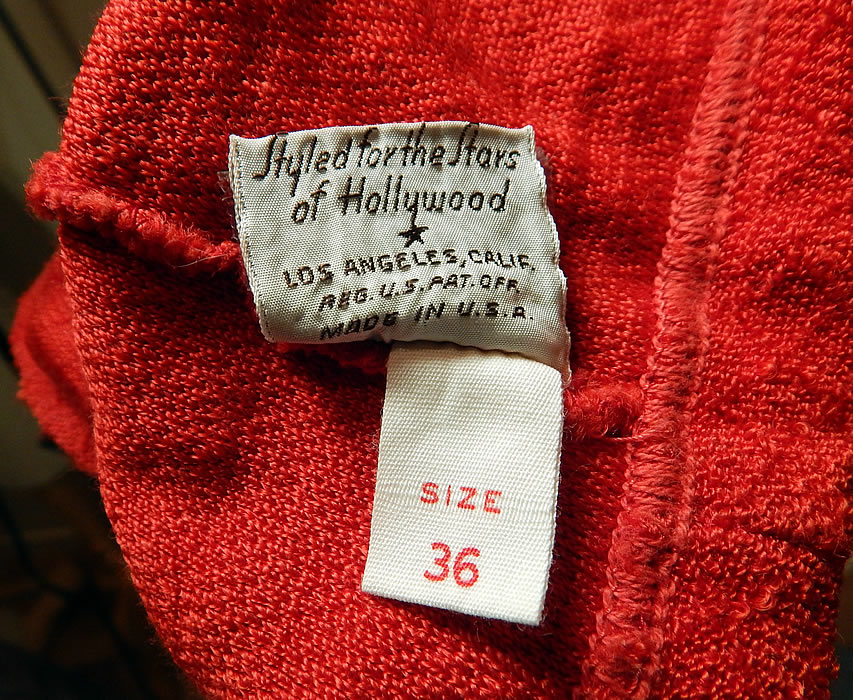 Styled for the Stars
of Hollywood
LOS ANGELES, CALIF.
REG. U.S. PAT. OFF.
MADE IN U.S.A.
SIZE
36